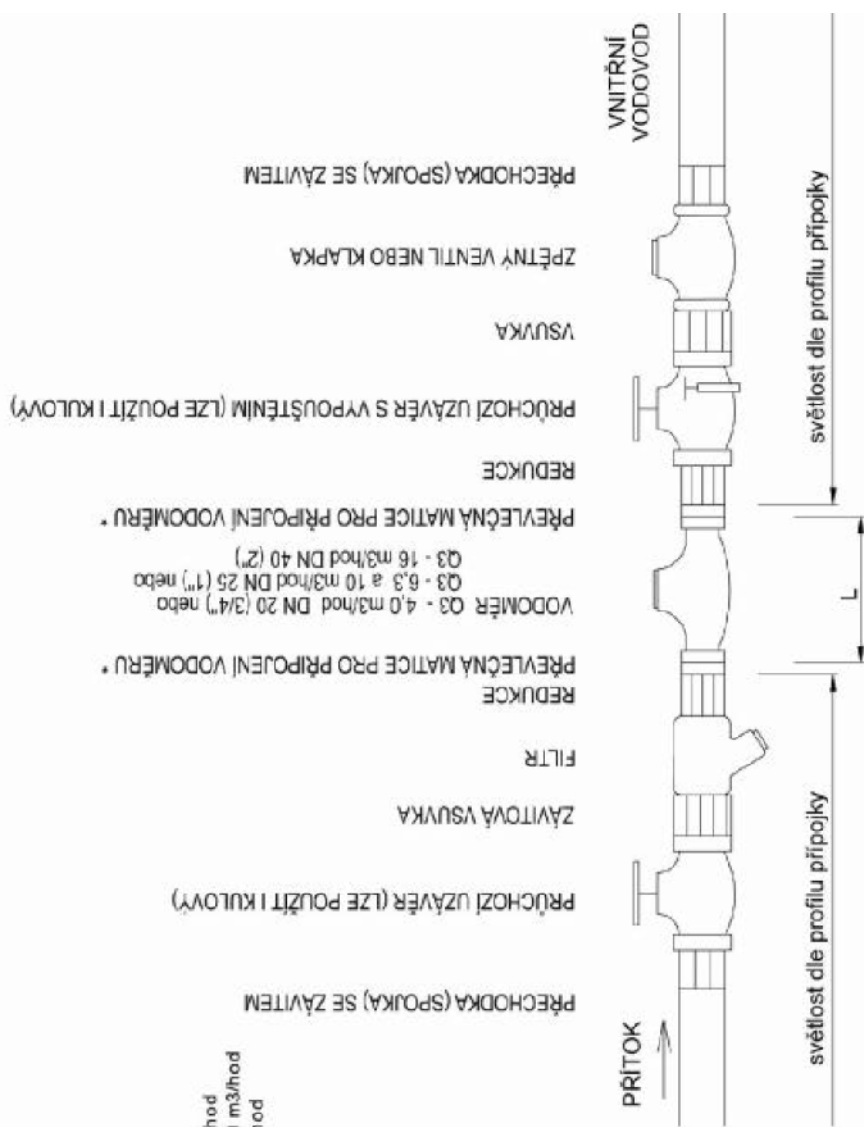 VNITŘNÍ
VODOVOD
PŘECHODKA (SPOJKA) SE ZÁVITEM
ZPĚTNÝ VENTIL NEBO KLAPKA
VSUVKA
PRŮCHOZÍ UZÁVĚR S VYPOUŠTĚNÍM (LZE POUŽÍT I KULOVÝ)
REDUKCE
PŘEVLEČNÁ MATICE PRO PŘIPOJENÍ VODOMĚRU *
VODOMĚR Q3 - 4,0 m3/hod DN 20 (3/4") nebo
Q3 - 6,3 a 10 m3/hod DN 25 (1") nebo
Q3 - 16 m3/hod DN 40 (2")
PŘEVLEČNÁ MATICE PRO PŘIPOJENÍ VODOMĚRU *
REDUKCE
FILTR
ZÁVITOVÁ VSUVKA
PRŮCHOZÍ UZÁVĚR (LZE POUŽÍT I KULOVÝ)
PŘECHODKA (SPOJKA) SE ZÁVITEM
PŘÍTOK
světlost dle profilu přípojky
L
světlost dle profilu přípojky
hod
m3/hod
hod